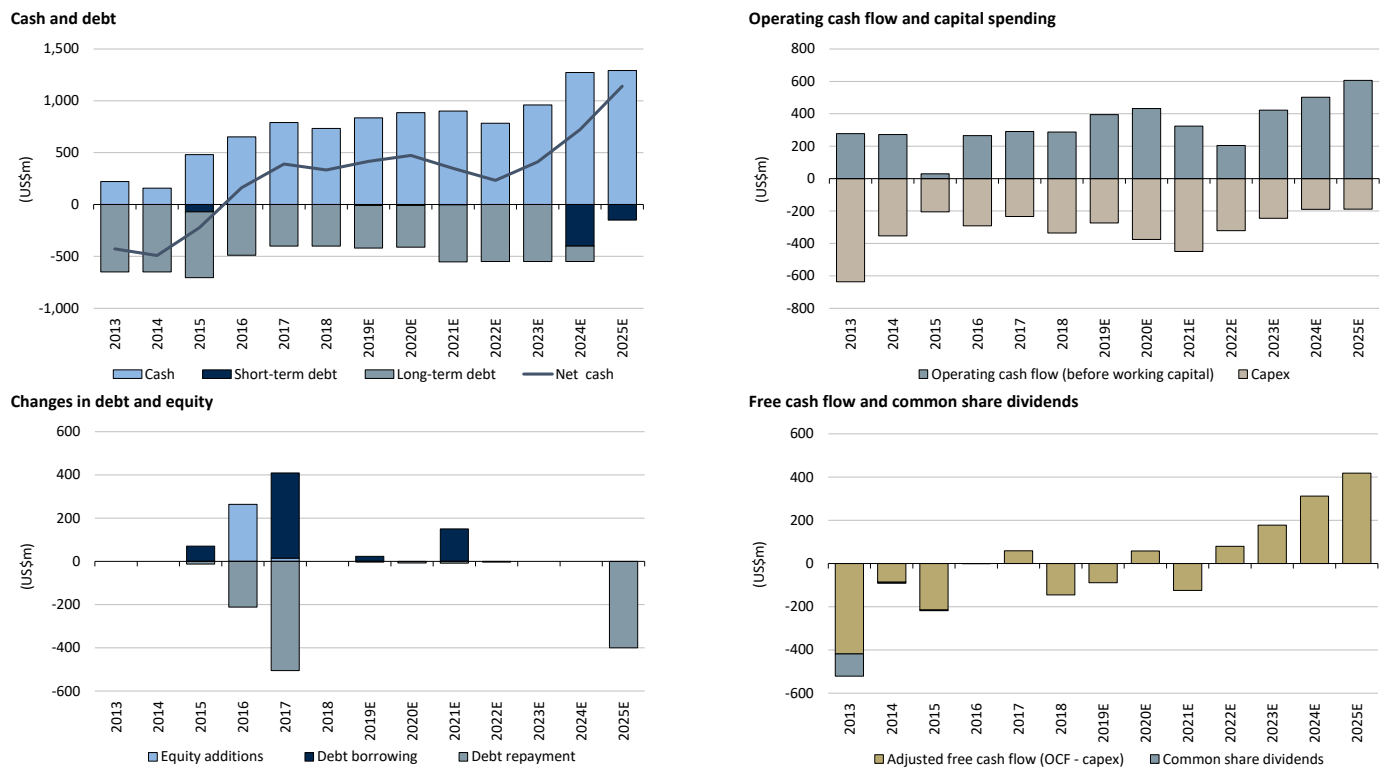 Cash and debt
1,500
1,000
500
0
-500
-1,000
(US$m)
2013 2014 2015 2016 2017 2018 2019E 2020E 2021E 2022E 2023E 2024E 2025E
Cash Short-term debt Long-term debt Net cash
Operating cash flow and capital spending
800
600
400
200
0
-200
-400
-600
-800
(US$m)
2013 2014 2015 2016 2017 2018 2019E 2020E 2021E 2022E 2023E 2024E 2025E
Operating cash flow (before working capital) Capex
Changes in debt and equity
600
400
200
0
-200
-400
-600
(US$m)
2013 2014 2015 2016 2017 2018 2019E 2020E 2021E 2022E 2023E 2024E 2025E
Equity additions Debt borrowing Debt repayment
Free cash flow and common share dividends
600
400
200
0
-200
-400
-600
(US$m)
2013 2014 2015 2016 2017 2018 2019E 2020E 2021E 2022E 2023E 2024E 2025E
Adjusted free cash flow (OCF - capex) Common share dividends